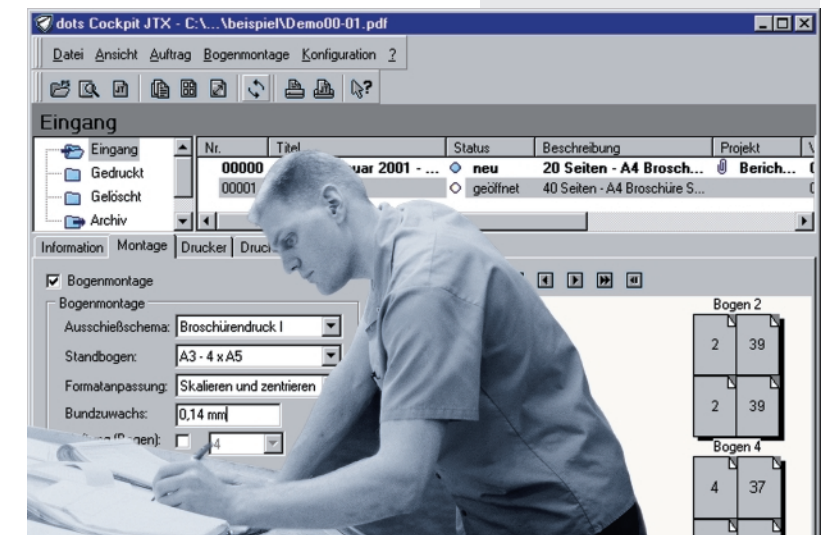 dots Cockpit JTX - C:\...\beispiel\Demo00-01.pdf
Datei Ansicht Auftrag Bogenmontage Konfiguration ?
Eingang
Eingang
Gedruckt
Gelöscht
Archiv
Nr. Titel Status Beschreibung Projekt
00000 uar 2001 - ... neu 20 Seiten - A4 Brosch... Berich...
00001 geöffnet 40 Seiten - A4 Broschüre S...
Information Montage Drucker Druc
Bogenmontage
Bogenmontage
Ausschießschema: Broschürendruck I
Standbogen: A3 - 4 x A5
Formatanpassung: Skalieren und zentrieren
Bundzuwachs: 0,14 mm
(Bogen): 4
Bogen 2
2 39
2 39
Bogen 4
4 37